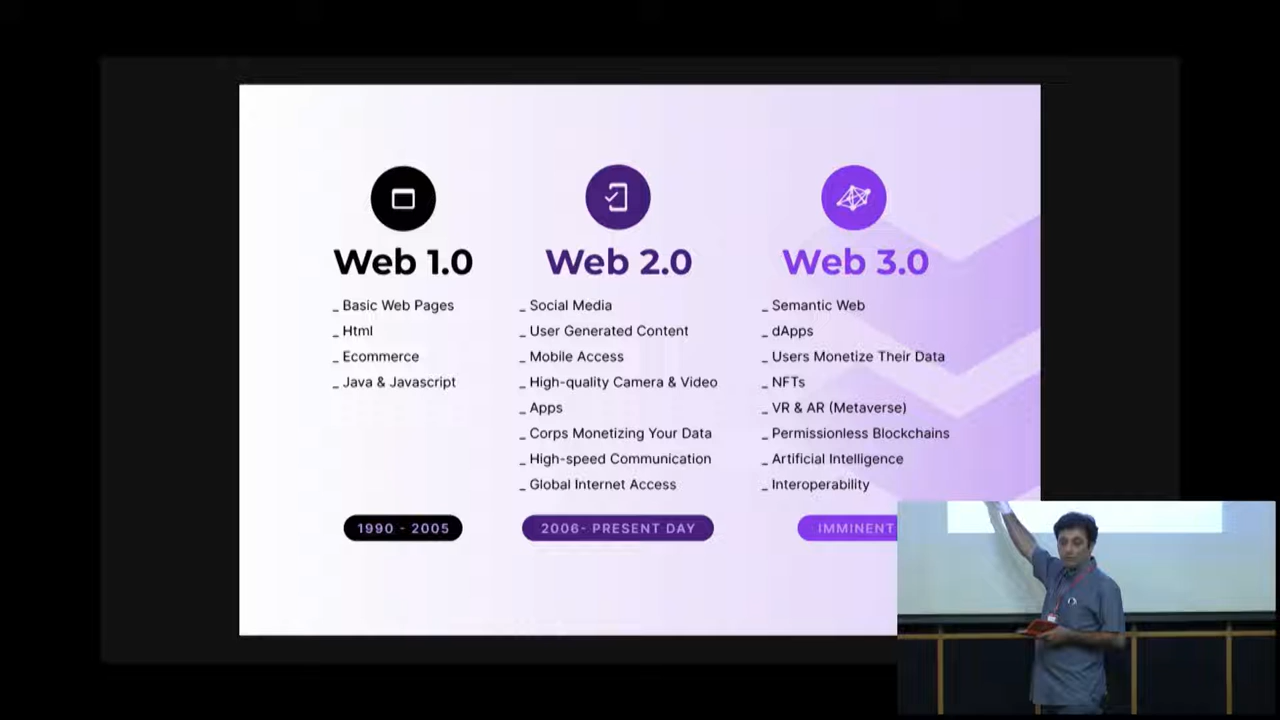 Web 1.0
_ Basic Web Pages
_ Html
_ Ecommerce
_ Java & Javascript
1990 - 2005
Web 2.0
_ Social Media
_ User Generated Content
_ Mobile Access
_ High-quality Camera & Video
_ Apps
_ Corps Monetizing Your Data
_ High-speed Communication
_ Global Internet Access
2006- PRESENT DAY
Web 3.0
_ Semantic Web
_ dApps
_ Users Monetize Their Data
_ NFTs
_ VR & AR (Metaverse)
_ Permissionless Blockchains
_ Artificial Intelligence
_ Interoperability
IMMINENT